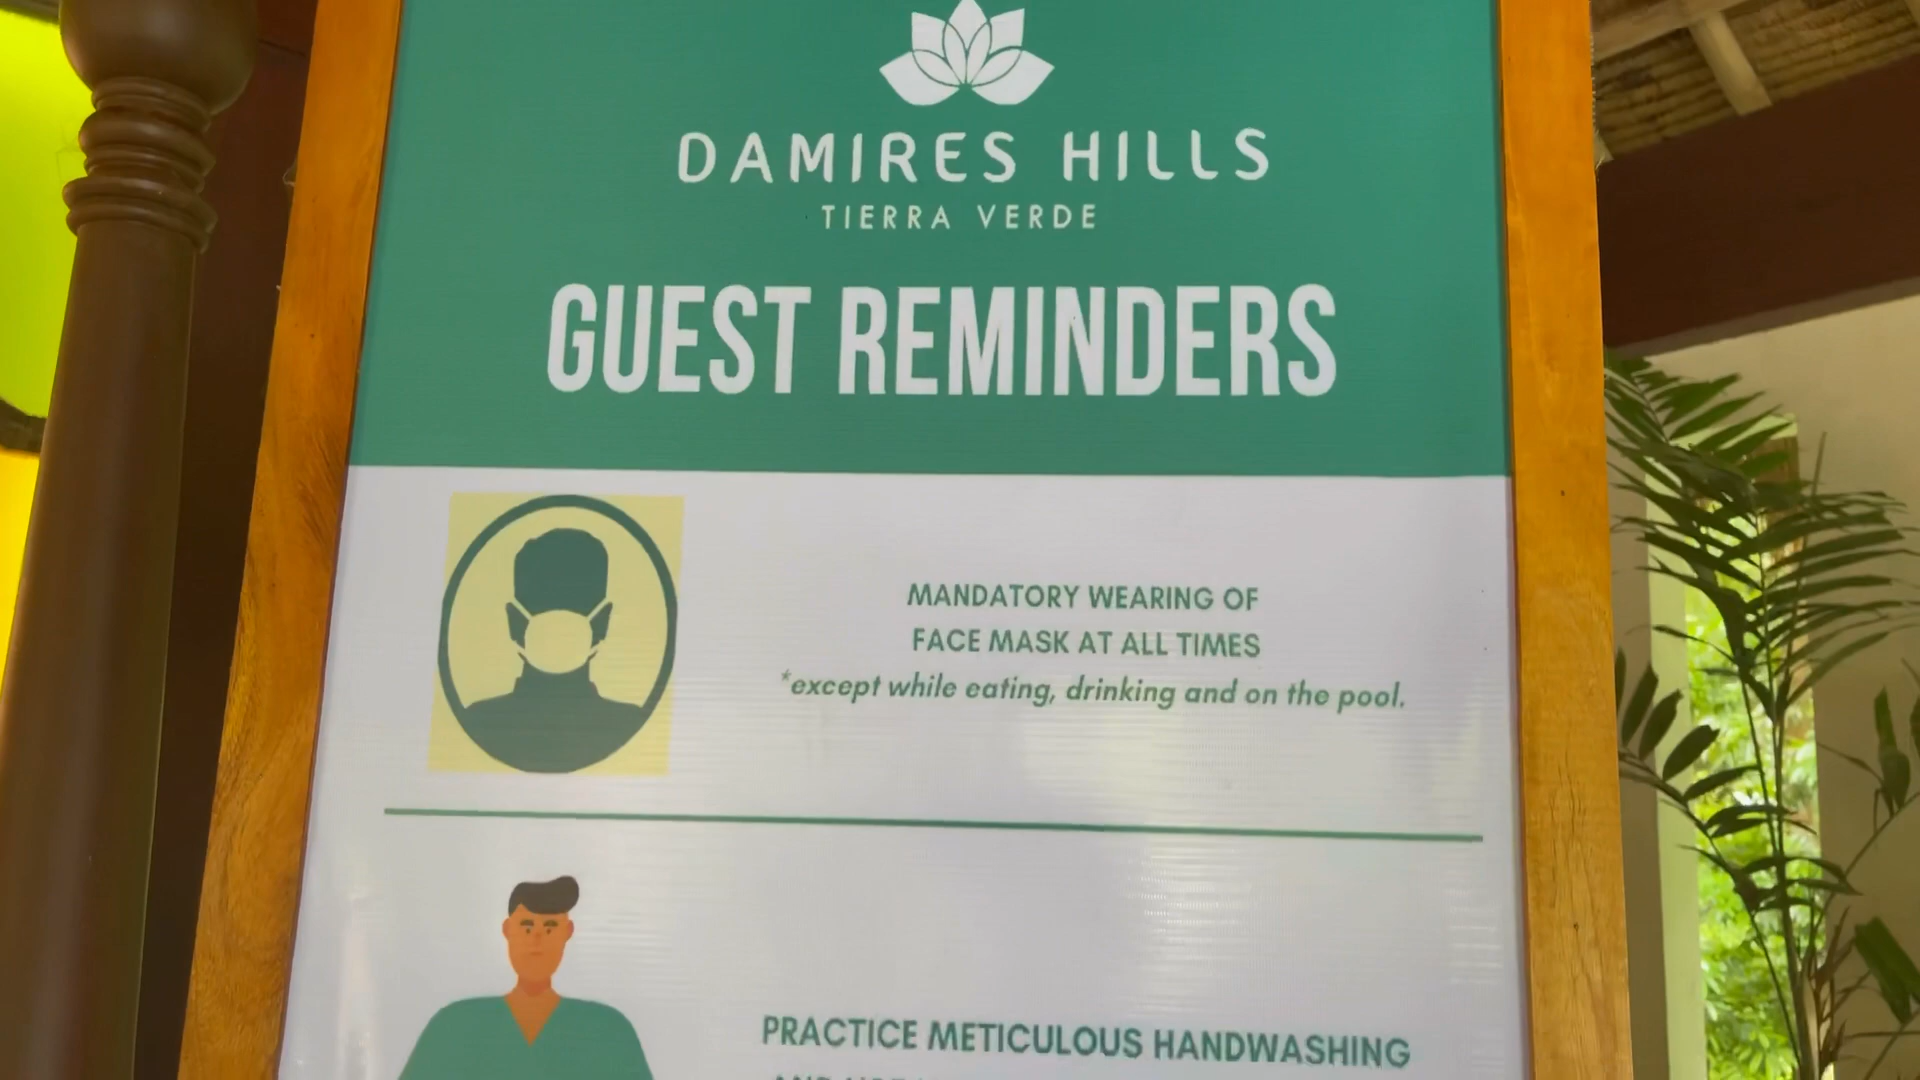 DAMIRES HILLS
TIERRA VERDE
GUEST REMINDERS
MANDATORY WEARING OF
FACE MASK AT ALL TIMES
*except while eating, drinking and on the pool.
PRACTICE METICULOUS HANDWASHING